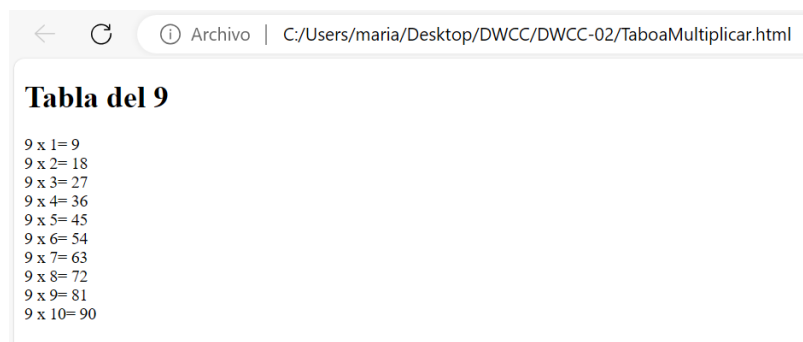 Archivo | C:/Users/maria/Desktop/DWCC/DWCC-02/TaboaMultiplicar.html
Tabla del 9
9 x 1= 9
9 x 2= 18
9 x 3= 27
9 x 4= 36
9 x 5= 45
9 x 6= 54
9 x 7= 63
9 x 8= 72
9 x 9= 81
9 x 10= 90